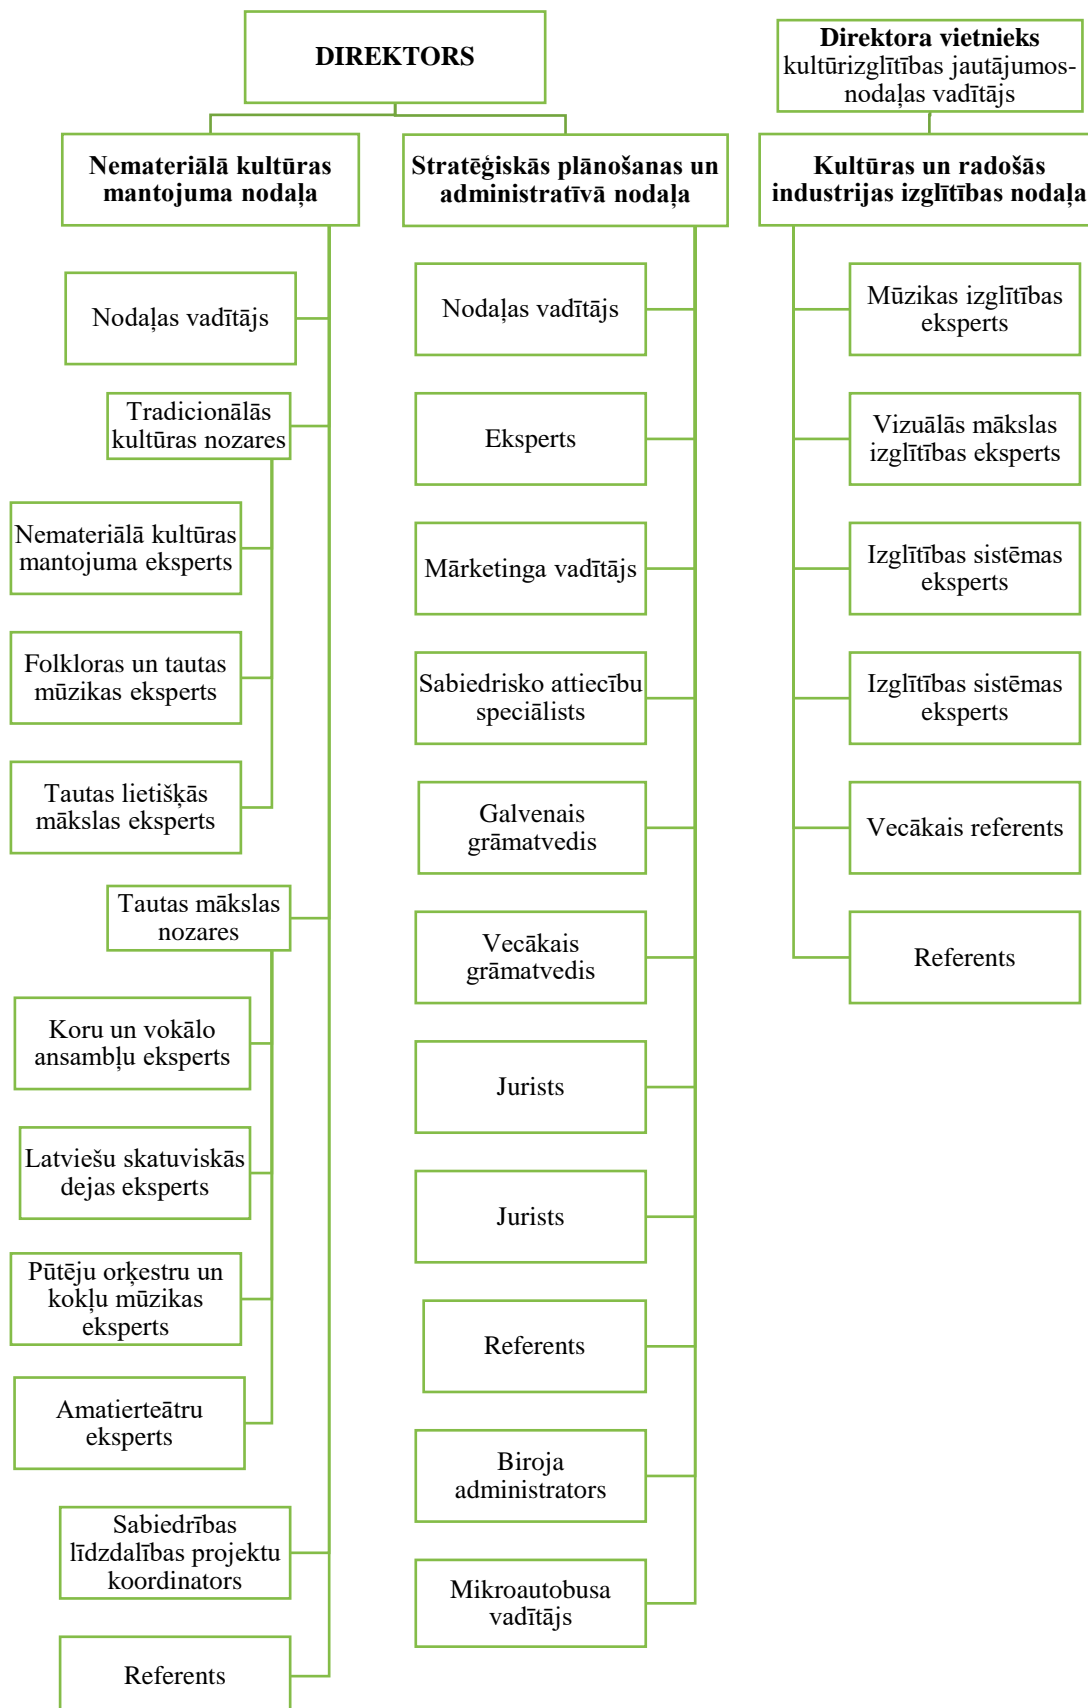 DIREKTORS
Direktora vietnieks
kultūrizglītības jautājumos-
nodaļas vadītājs
Nemateriālā kultūras
mantojuma nodaļa
Nodaļas vadītājs
Tradicionālās
kultūras nozares
Nemateriālā kultūras
mantojuma eksperts
Folkloras un tautas
mūzikas eksperts
Tautas lietišķās
mākslas eksperts
Tautas mākslas
nozares
Koru un vokālo
ansambļu eksperts
Latviešu skatuviskās
dejas eksperts
Pūtēju orķestru un
kokļu mūzikas
eksperts
Amatierteātru
eksperts
Sabiedrības
līdzdalības projektu
koordinators
Referents
Stratēģiskās plānošanas un
administratīvā nodaļa
Nodaļas vadītājs
Eksperts
Mārketinga vadītājs
Sabiedrisko attiecību
speciālists
Galvenais
grāmatvedis
Vecākais
grāmatvedis
Jurists
Jurists
Referents
Biroja
administrators
Mikroautobusa
vadītājs
Kultūras un radošās
industrijas izglītības nodaļa
Mūzikas izglītības
eksperts
Vizuālās mākslas
izglītības eksperts
Izglītības sistēmas
eksperts
Izglītības sistēmas
eksperts
Vecākais referents
Referents